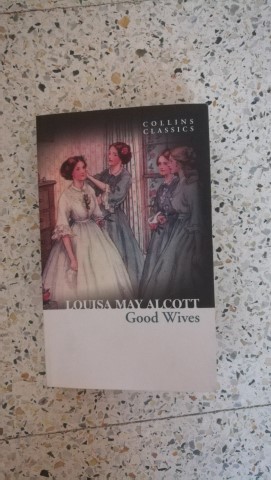 COLLINS
CLASSICS
LOUISA MAY ALCOTT
Good Wives